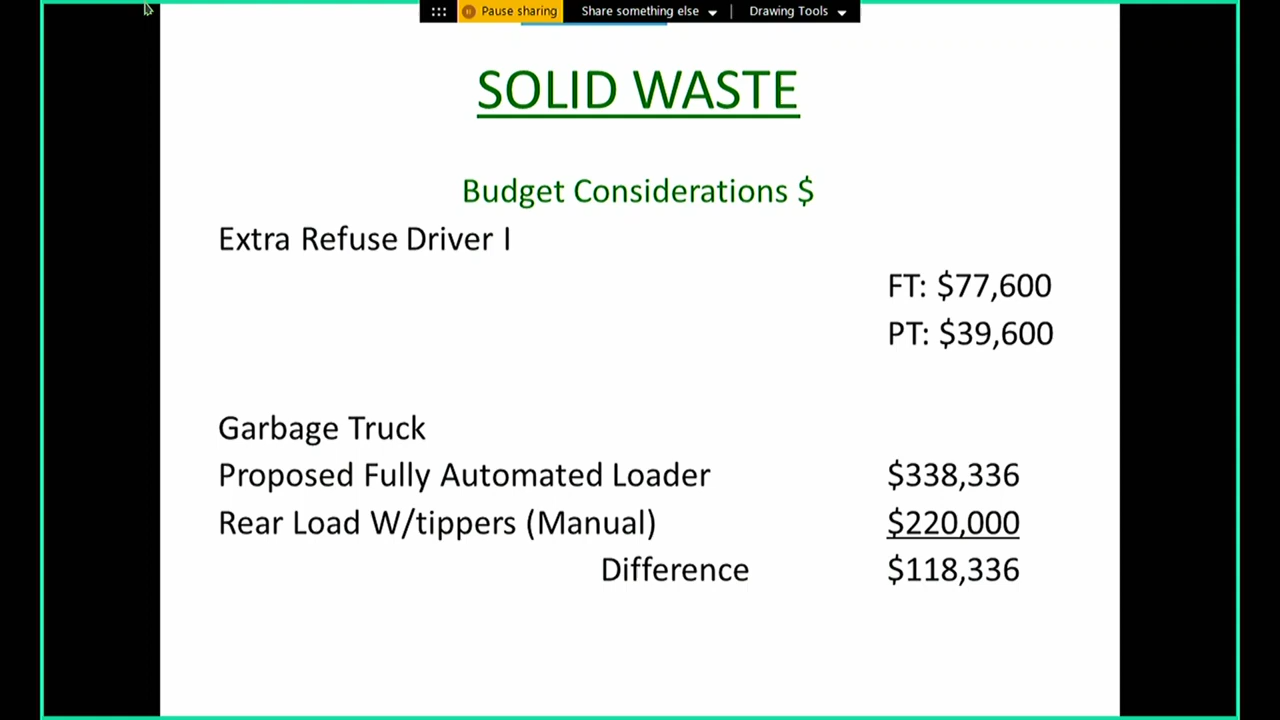 Pause sharing Share something else Drawing Tools
SOLID WASTE
Budget Considerations $
Extra Refuse Driver I
FT: $77,600
PT: $39,600
Garbage Truck
Proposed Fully Automated Loader $338,336
Rear Load W/tippers (Manual) $220,000
Difference $118,336